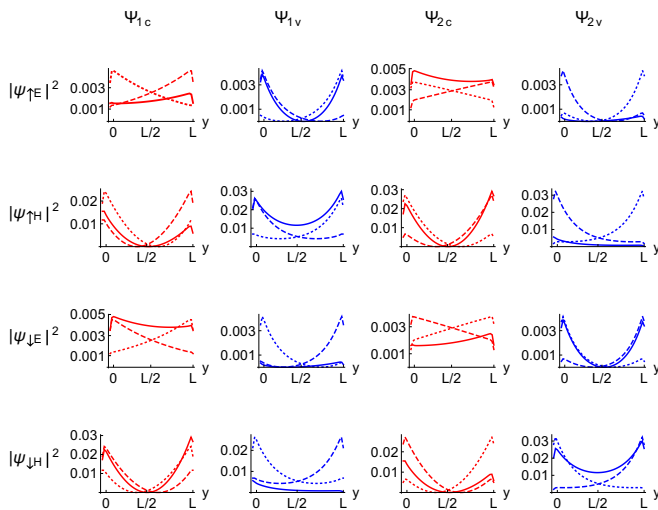 Ψ1c Ψ1v Ψ2c Ψ2v
|ψ↑E|²
0.003 0.001 0 L/2 L y
0.003 0.001 0 L/2 L y
0.005 0.003 0.001 0 L/2 L y
0.003 0.001 0 L/2 L y
|ψ↑H|²
0.02 0.01 0 L/2 L y
0.03 0.02 0.01 0 L/2 L y
0.03 0.02 0.01 0 L/2 L y
0.03 0.02 0.01 0 L/2 L y
|ψ↓E|²
0.005 0.003 0.001 0 L/2 L y
0.003 0.001 0 L/2 L y
0.003 0.001 0 L/2 L y
0.003 0.001 0 L/2 L y
|ψ↓H|²
0.03 0.02 0.01 0 L/2 L y
0.02 0.01 0 L/2 L y
0.02 0.01 0 L/2 L y
0.03 0.02 0.01 0 L/2 L y